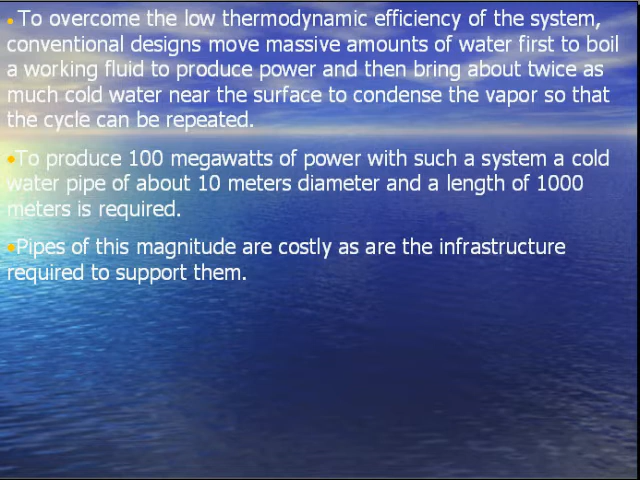 • To overcome the low thermodynamic efficiency of the system,
conventional designs move massive amounts of water first to boil
a working fluid to produce power and then bring about twice as
much cold water near the surface to condense the vapor so that
the cycle can be repeated.
•To produce 100 megawatts of power with such a system a cold
water pipe of about 10 meters diameter and a length of 1000
meters is required.
•Pipes of this magnitude are costly as are the infrastructure
required to support them.